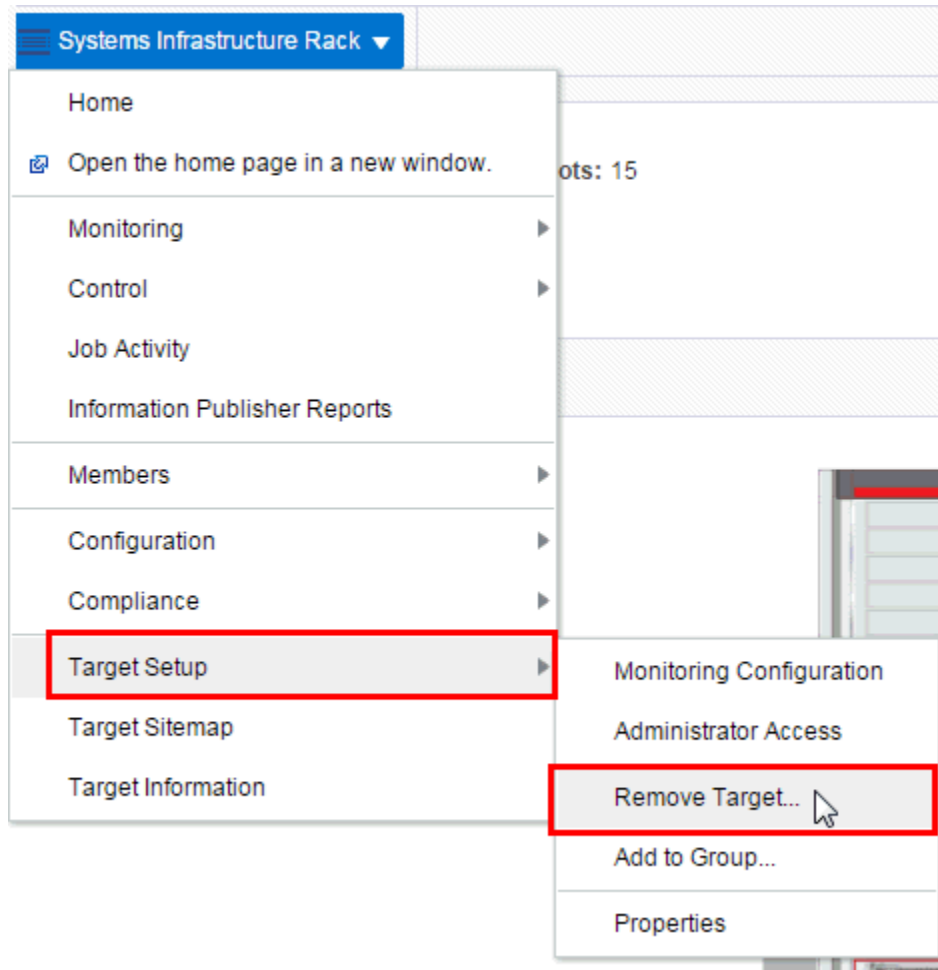 Systems Infrastructure Rack
Home
Open the home page in a new window.
ots: 15
Monitoring
Control
Job Activity
Information Publisher Reports
Members
Configuration
Compliance
Target Setup
Target Sitemap
Target Information
Monitoring Configuration
Administrator Access
Remove Target...
Add to Group...
Properties